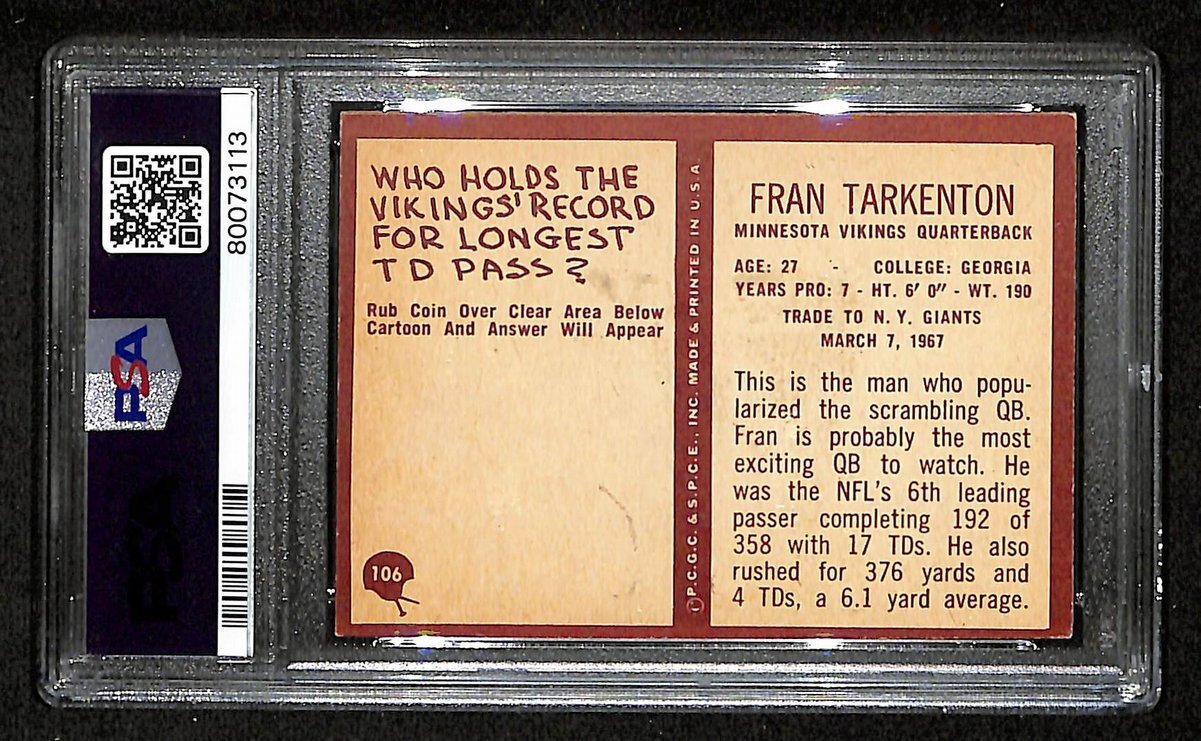 80073113
PSA
WHO HOLDS THE
VIKINGS' RECORD
FOR LONGEST
TD PASS?
Rub Coin Over Clear Area Below
Cartoon And Answer Will Appear
106
©P.C.G.C. & S.P.C.E., INC. MADE & PRINTED IN U.S.A
FRAN TARKENTON
MINNESOTA VIKINGS QUARTERBACK
AGE: 27 - COLLEGE: GEORGIA
YEARS PRO: 7 - HT. 6' 0" - WT. 190
TRADE TO N. Y. GIANTS
MARCH 7, 1967
This is the man who popu-
larized the scrambling QB.
Fran is probably the most
exciting QB to watch. He
was the NFL's 6th leading
passer completing 192 of
358 with 17 TDs. He also
rushed for 376 yards and
4 TDs, a 6.1 yard average.
PSA